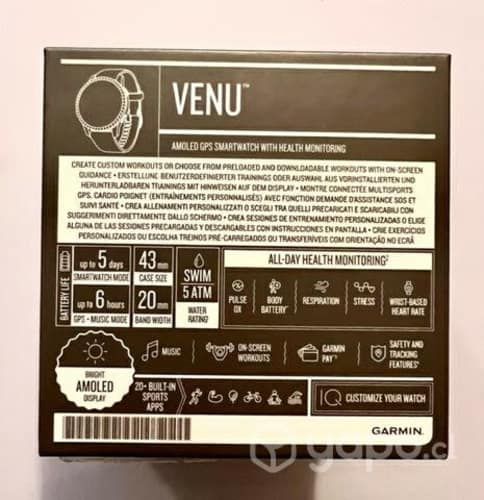 VENU™
AMOLED GPS SMARTWATCH WITH HEALTH MONITORING
CREATE CUSTOM WORKOUTS OR CHOOSE FROM PRELOADED AND DOWNLOADABLE WORKOUTS WITH ON-SCREEN
GUIDANCE • ERSTELLUNG BENUTZERDEFINIERTER TRAININGS ODER AUSWAHL AUS VORINSTALLIERTEN UND
HERUNTERLADBAREN TRAININGS MIT HINWEISEN AUF DEM DISPLAY • MONTRE CONNECTÉE MULTISPORTS
GPS, CARDIO POIGNET (ENTRAÎNEMENTS PERSONNALISÉS) AVEC FONCTION DEMANDE D'ASSISTANCE SOS ET
SUIVI SANTÉ • CREA ALLENAMENTI PERSONALIZZATI O SCEGLI TRA QUELLI PRECARICATI E SCARICABILI CON
SUGGERIMENTI DIRETTAMENTE DALLO SCHERMO • CREA SESIONES DE ENTRENAMIENTO PERSONALIZADAS O ELIGE
ALGUNA DE LAS SESIONES PRECARGADAS Y DESCARGABLES CON INSTRUCCIONES EN PANTALLA • CRIE EXERCÍCIOS
PERSONALIZADOS OU ESCOLHA TREINOS PRÉ-CARREGADOS OU TRANSFERÍVEIS COM ORIENTAÇÃO NO ECRÃ
BATTERY LIFE
up to 5 days
SMARTWATCH MODE
43 mm
CASE SIZE
up to 6 hours
GPS + MUSIC MODE
20 mm
BAND WIDTH
SWIM
5 ATM
WATER
RATING¹
ALL-DAY HEALTH MONITORING²
PULSE
OX
BODY
BATTERY™
RESPIRATION
STRESS
WRIST-BASED
HEART RATE
BRIGHT
AMOLED
DISPLAY
MUSIC
ON-SCREEN
WORKOUTS
GARMIN
PAY™
SAFETY AND
TRACKING
FEATURES³
20+ BUILT-IN
SPORTS
APPS
IQ CUSTOMIZE YOUR WATCH
GARMIN.
yapo.cl